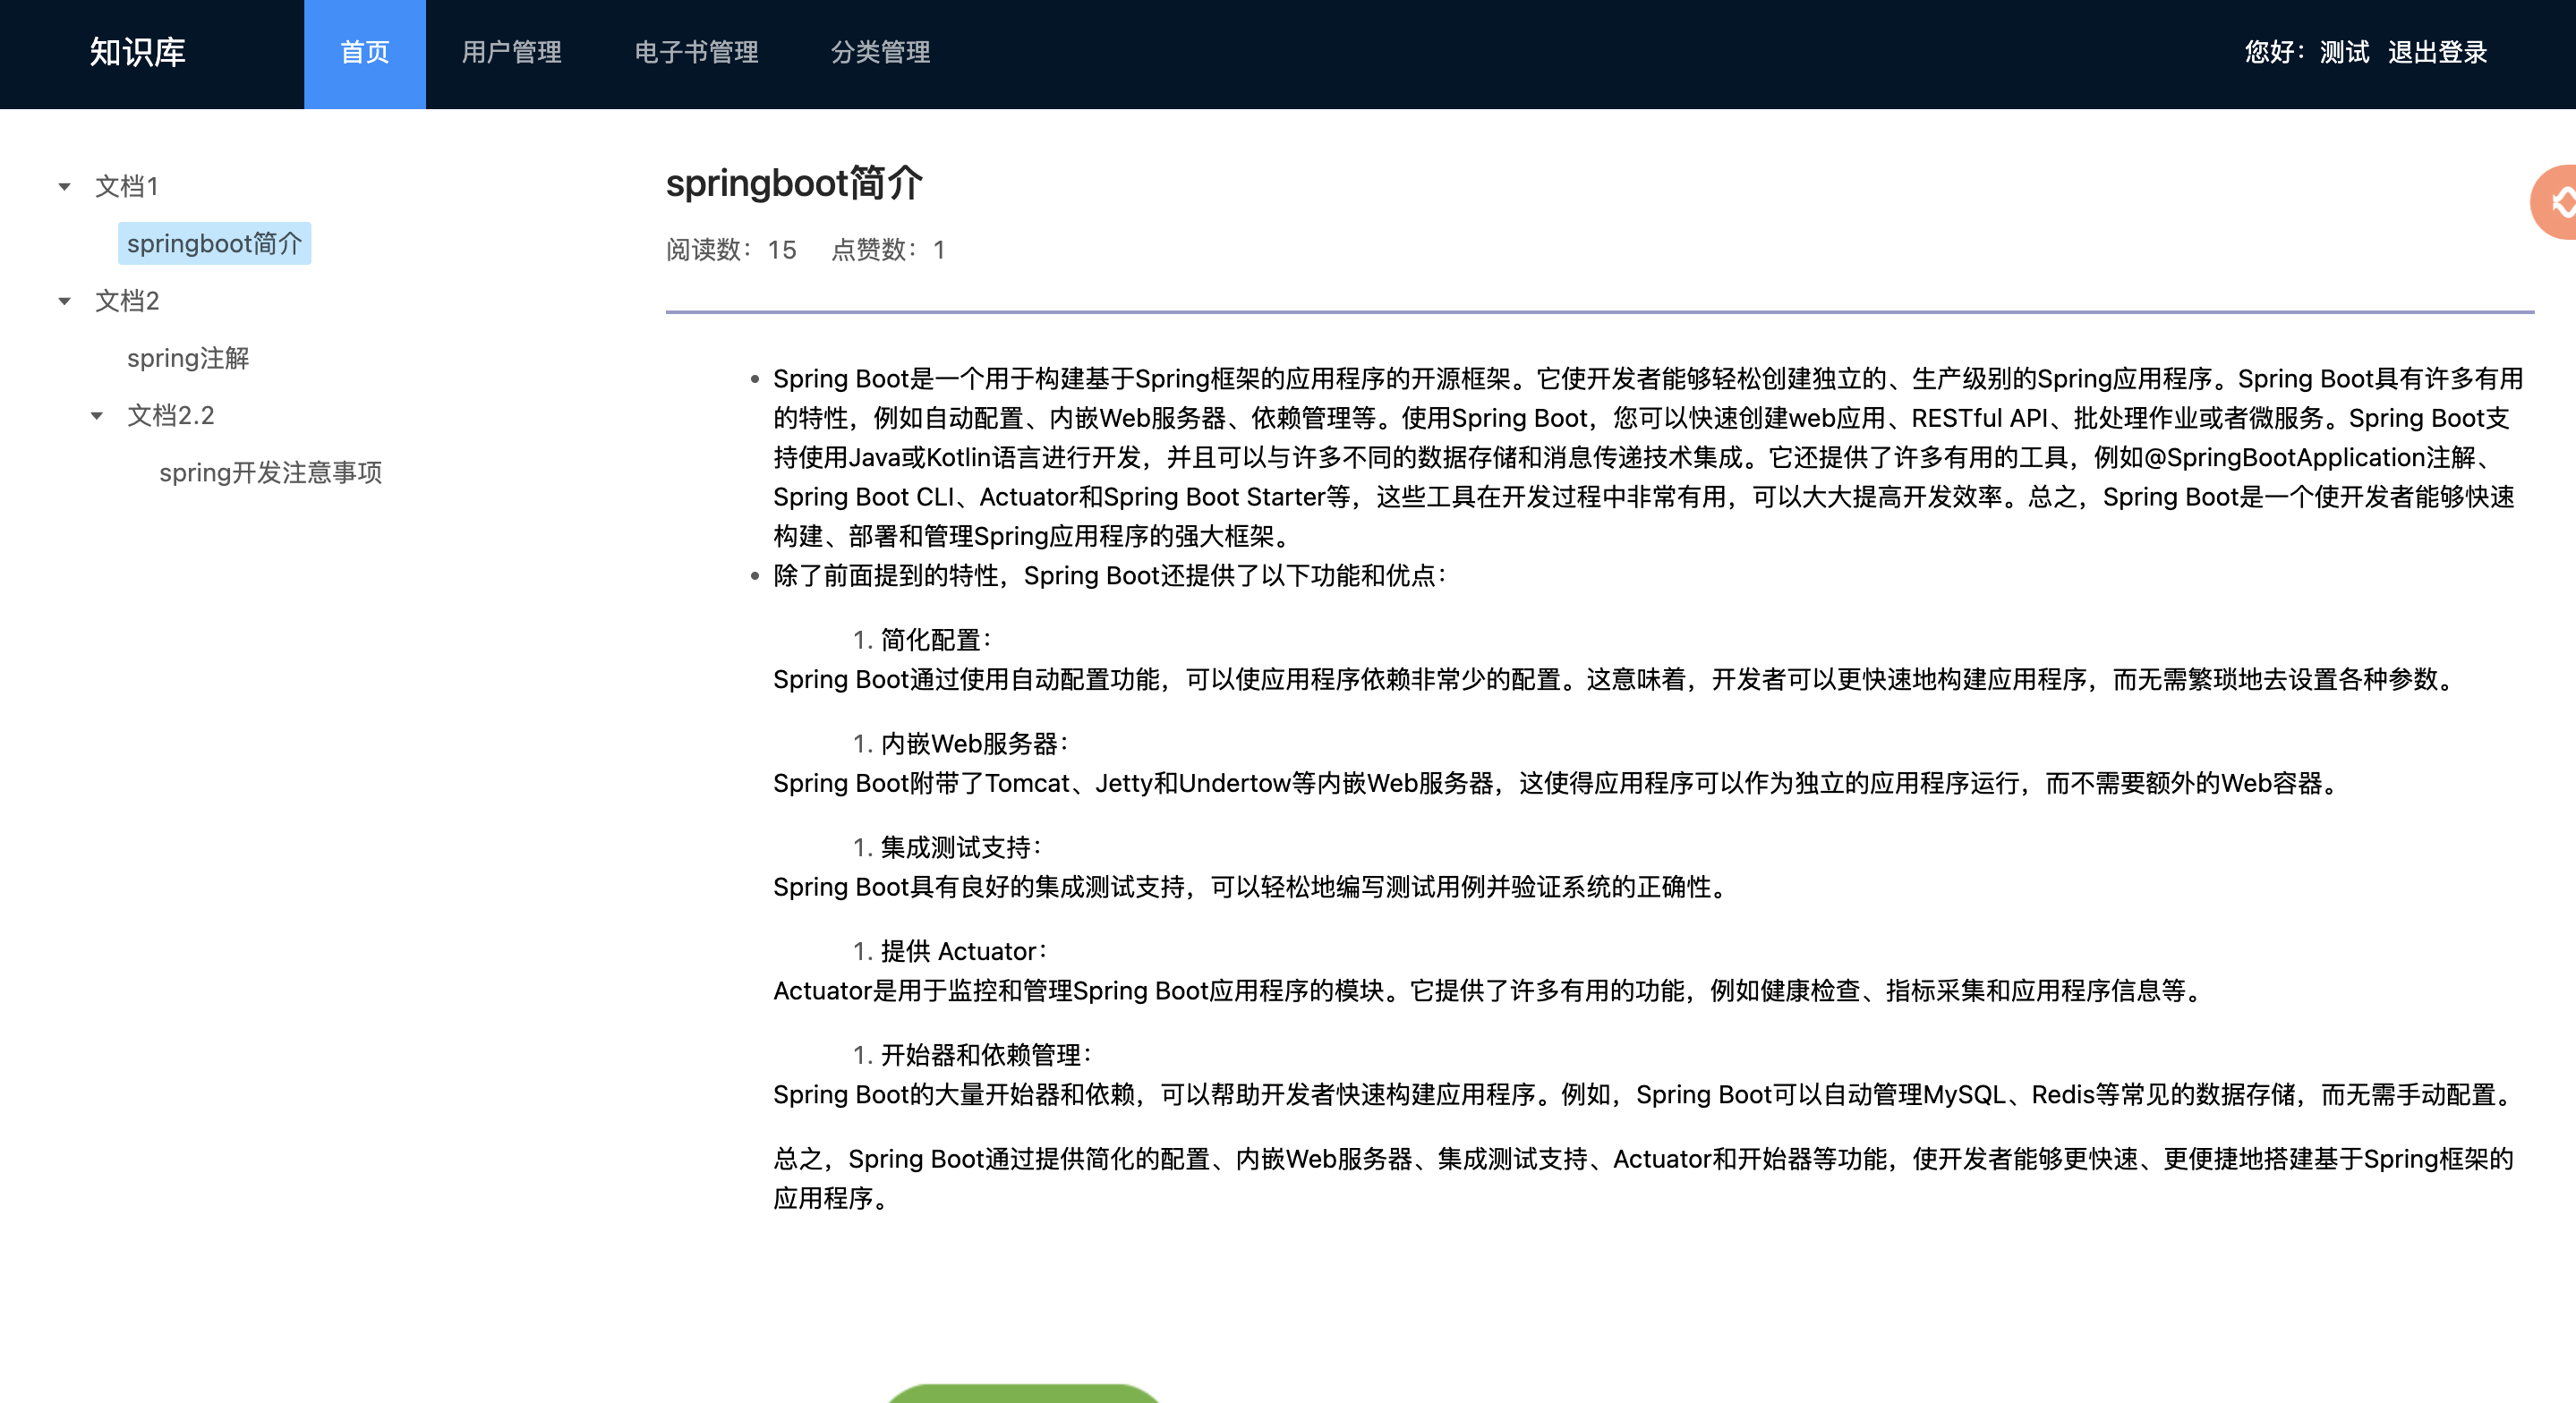 知识库
首页
用户管理
电子书管理
分类管理
您好：测试 退出登录
文档1
springboot简介
文档2
spring注解
文档2.2
spring开发注意事项
springboot简介
阅读数：15 点赞数：1
• Spring Boot是一个用于构建基于Spring框架的应用程序的开源框架。它使开发者能够轻松创建独立的、生产级别的Spring应用程序。Spring Boot具有许多有用
的特性，例如自动配置、内嵌Web服务器、依赖管理等。使用Spring Boot，您可以快速创建web应用、RESTful API、批处理作业或者微服务。Spring Boot支
持使用Java或Kotlin语言进行开发，并且可以与许多不同的数据存储和消息传递技术集成。它还提供了许多有用的工具，例如@SpringBootApplication注解、
Spring Boot CLI、Actuator和Spring Boot Starter等，这些工具在开发过程中非常有用，可以大大提高开发效率。总之，Spring Boot是一个使开发者能够快速
构建、部署和管理Spring应用程序的强大框架。
• 除了前面提到的特性，Spring Boot还提供了以下功能和优点：
1. 简化配置：
Spring Boot通过使用自动配置功能，可以使应用程序依赖非常少的配置。这意味着，开发者可以更快速地构建应用程序，而无需繁琐地去设置各种参数。
1. 内嵌Web服务器：
Spring Boot附带了Tomcat、Jetty和Undertow等内嵌Web服务器，这使得应用程序可以作为独立的应用程序运行，而不需要额外的Web容器。
1. 集成测试支持：
Spring Boot具有良好的集成测试支持，可以轻松地编写测试用例并验证系统的正确性。
1. 提供 Actuator：
Actuator是用于监控和管理Spring Boot应用程序的模块。它提供了许多有用的功能，例如健康检查、指标采集和应用程序信息等。
1. 开始器和依赖管理：
Spring Boot的大量开始器和依赖，可以帮助开发者快速构建应用程序。例如，Spring Boot可以自动管理MySQL、Redis等常见的数据存储，而无需手动配置。
总之，Spring Boot通过提供简化的配置、内嵌Web服务器、集成测试支持、Actuator和开始器等功能，使开发者能够更快速、更便捷地搭建基于Spring框架的
应用程序。